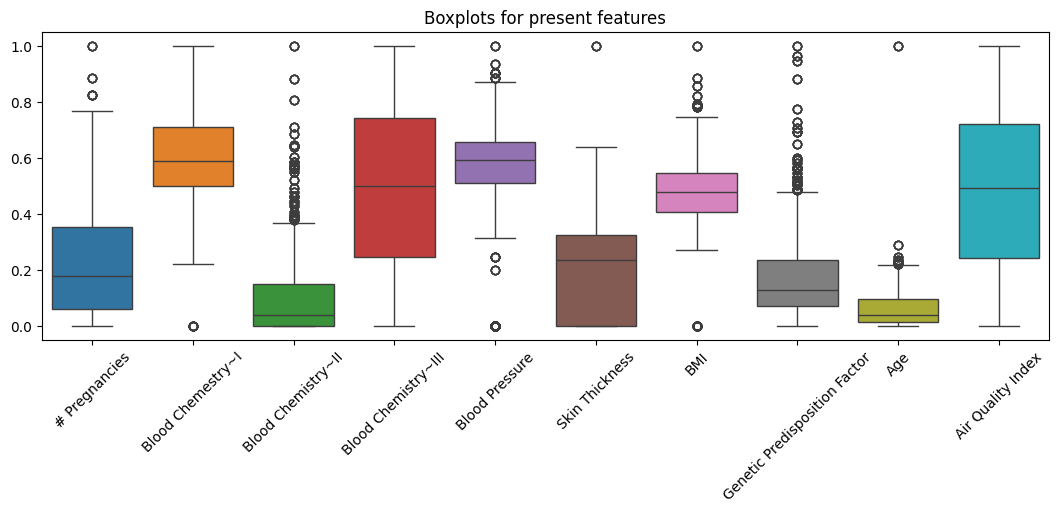 Boxplots for present features
1.0
0.8
0.6
0.4
0.2
0.0
# Pregnancies
Blood Chemestry~I
Blood Chemistry~II
Blood Chemistry~III
Blood Pressure
Skin Thickness
BMI
Genetic Predisposition Factor
Age
Air Quality Index